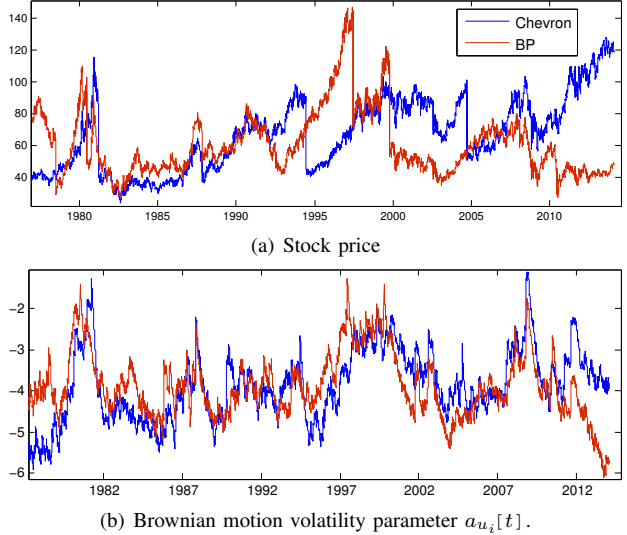 140
120
100
80
60
40
Chevron
BP
1980 1985 1990 1995 2000 2005 2010
(a) Stock price
−2
−3
−4
−5
−6
1982 1987 1992 1997 2002 2007 2012
(b) Brownian motion volatility parameter a_{u_i}[t].